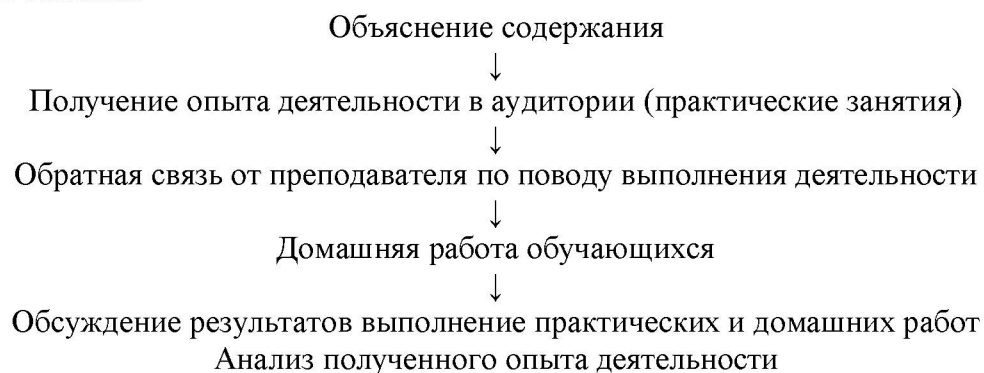 Объяснение содержания
↓
Получение опыта деятельности в аудитории (практические занятия)
↓
Обратная связь от преподавателя по поводу выполнения деятельности
↓
Домашняя работа обучающихся
↓
Обсуждение результатов выполнение практических и домашних работ
Анализ полученного опыта деятельности